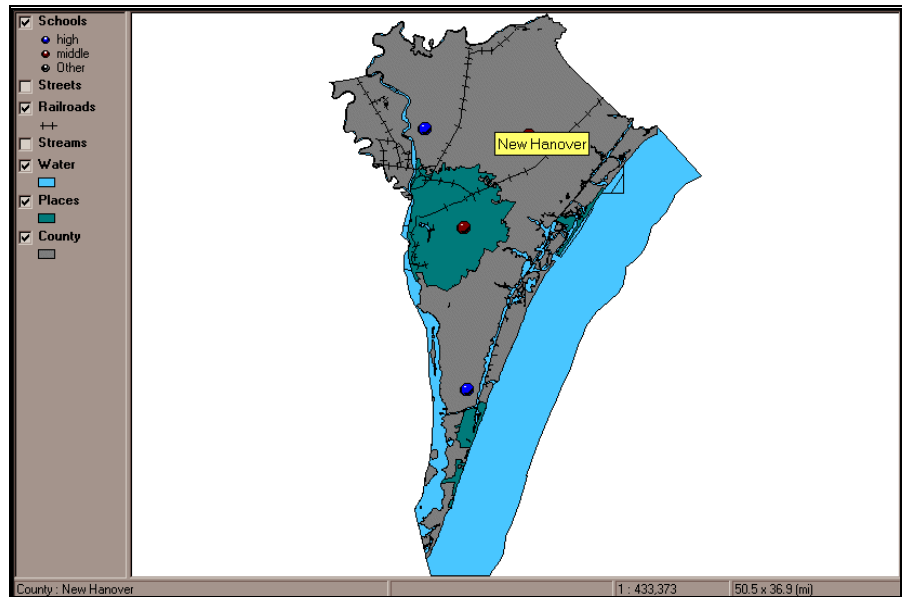 Schools
high
middle
Other
Streets
Railroads
Streams
Water
Places
County
New Hanover
County : New Hanover
1 : 433,373
50.5 x 36.9 (mi)